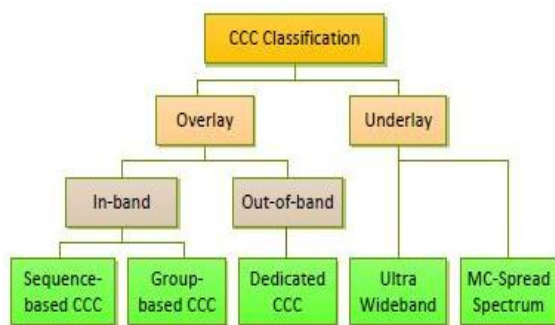 CCC Classification
Overlay
Underlay
In-band
Out-of-band
Sequence-
based CCC
Group-
based CCC
Dedicated
CCC
Ultra
Wideband
MC-Spread
Spectrum